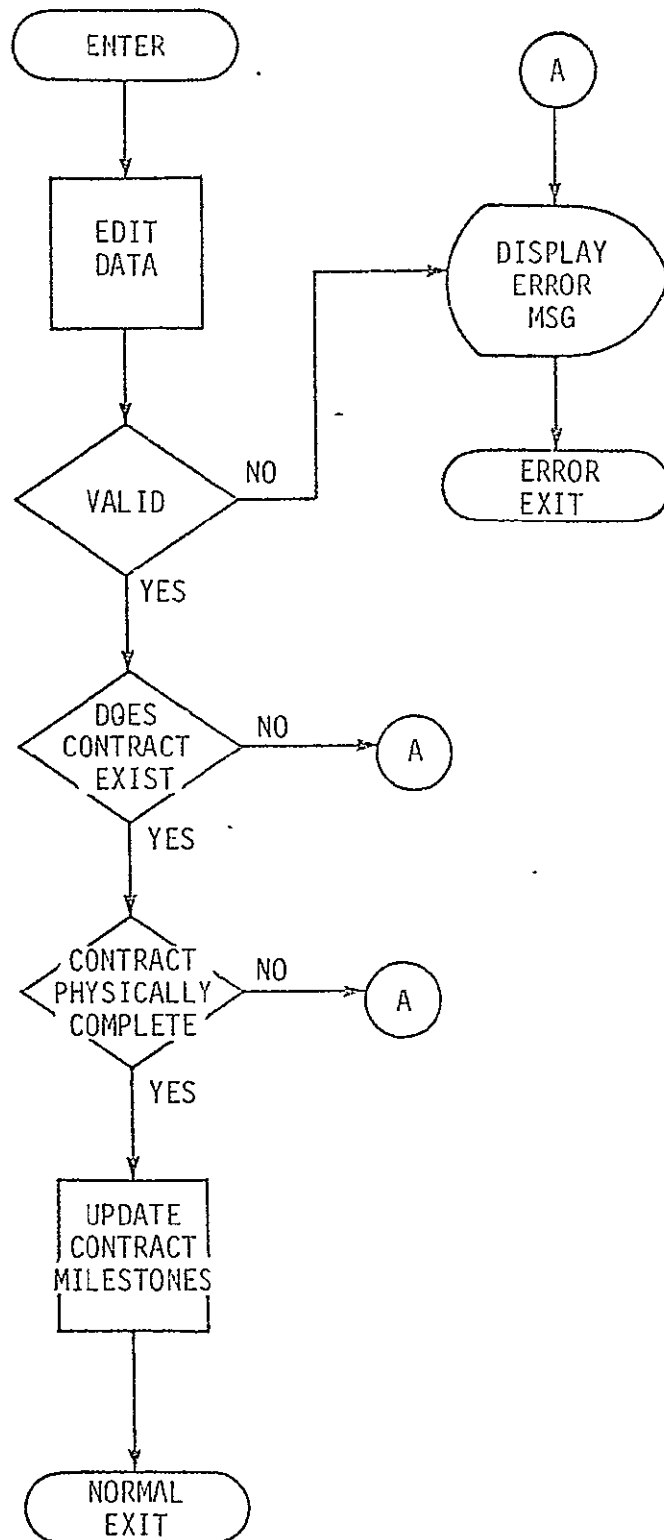 ENTER
A
EDIT
DATA
DISPLAY
ERROR
MSG
VALID
NO
ERROR
EXIT
YES
DOES
CONTRACT
EXIST
NO
A
YES
CONTRACT
PHYSICALLY
COMPLETE
NO
A
YES
UPDATE
CONTRACT
MILESTONES
NORMAL
EXIT